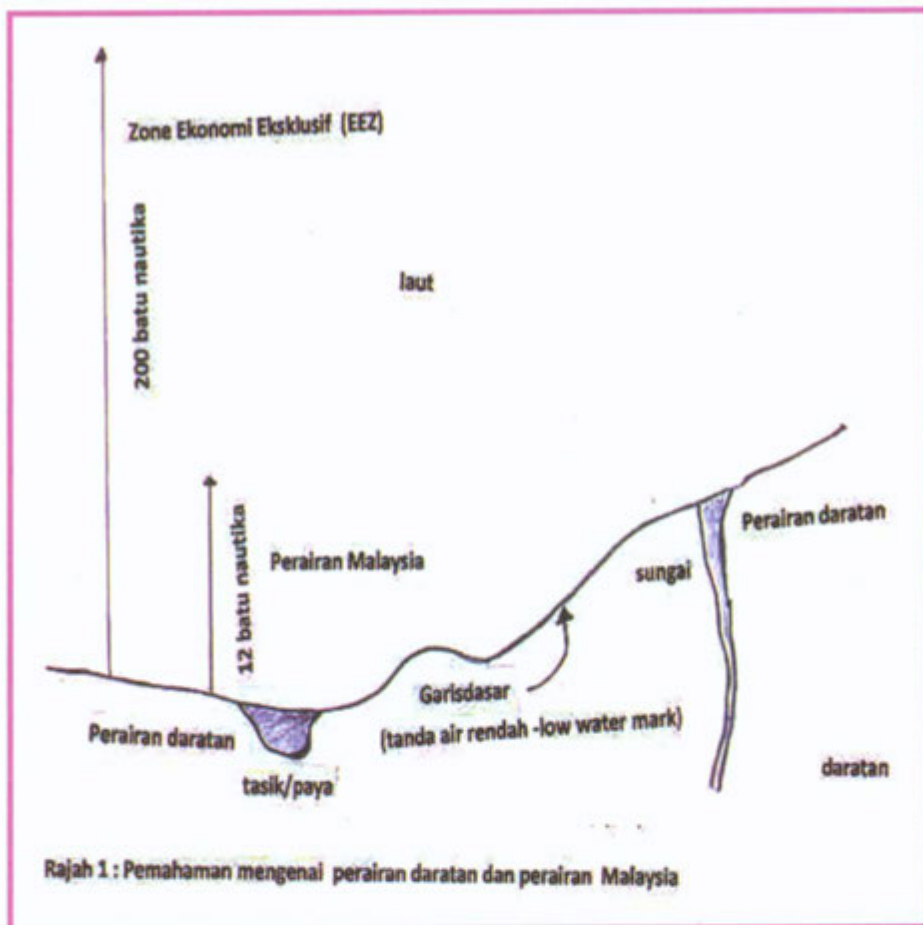 Zone Ekonomi Eksklusif (EEZ)
200 batu nautika
laut
12 batu nautika
Perairan Malaysia
Perairan daratan
sungai
Garisdasar
(tanda air rendah -low water mark)
Perairan daratan
tasik/paya
daratan
Rajah 1 : Pemahaman mengenai perairan daratan dan perairan Malaysia